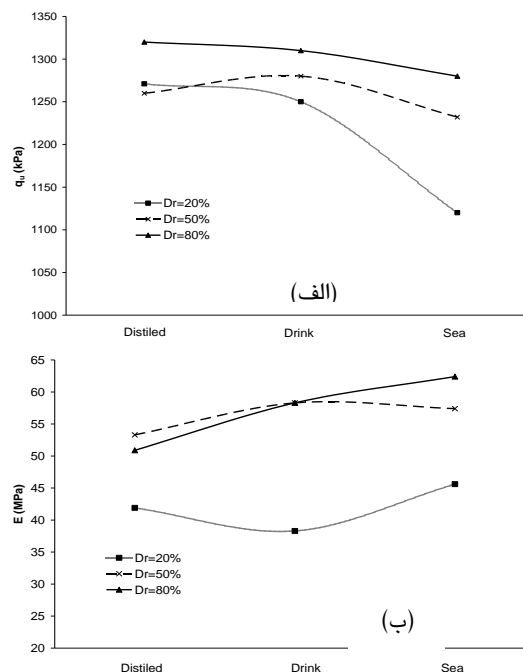 1350
1300
1250
1200
1150
1100
1050
1000
qu (kPa)
Dr=20%
Dr=50%
Dr=80%
(الف)
Distiled Drink Sea
65
60
55
50
45
40
35
30
25
20
E (MPa)
Dr=20%
Dr=50%
Dr=80%
(ب)
Distiled Drink Sea